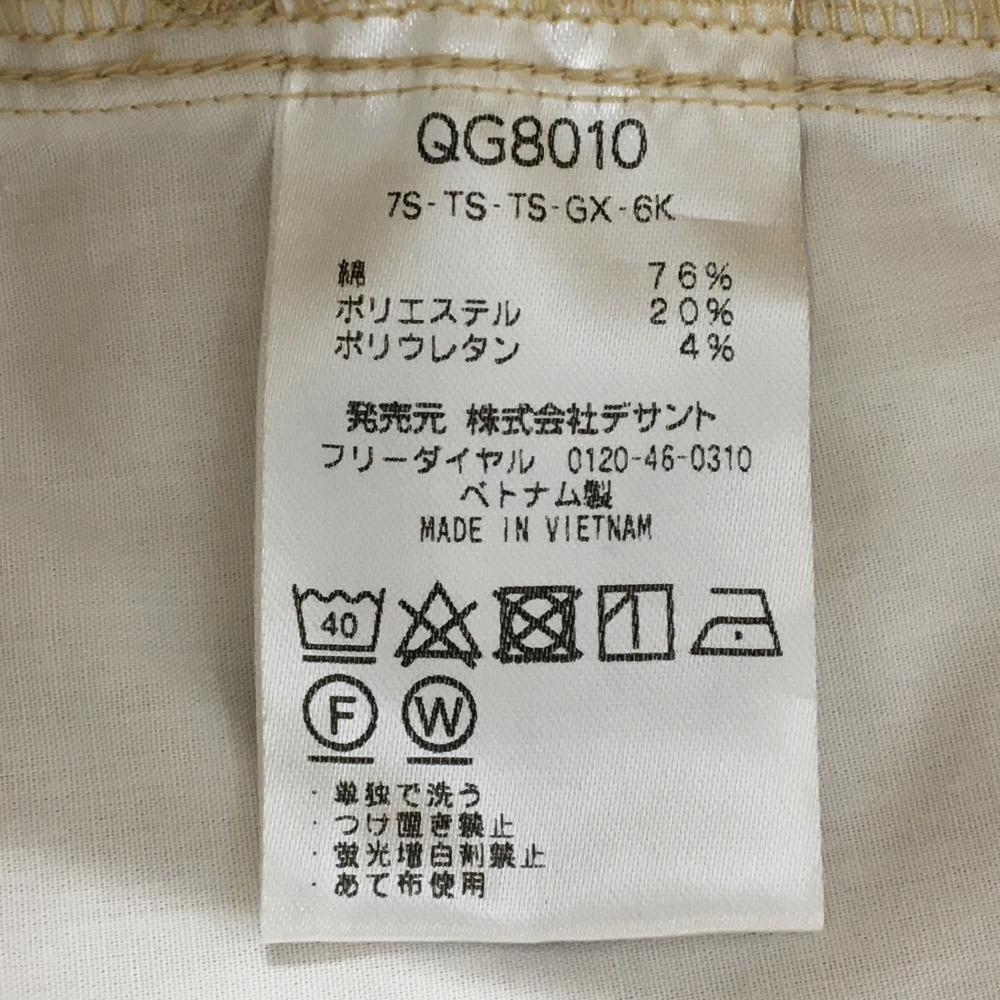 QG8010
7S-TS-TS-GX-6K
綿 76%
ポリエステル 20%
ポリウレタン 4%
発売元 株式会社デサント
フリーダイヤル 0120-46-0310
ベトナム製
MADE IN VIETNAM
40
F W
・単独で洗う
・つけ置き禁止
・蛍光増白剤禁止
・あて布使用